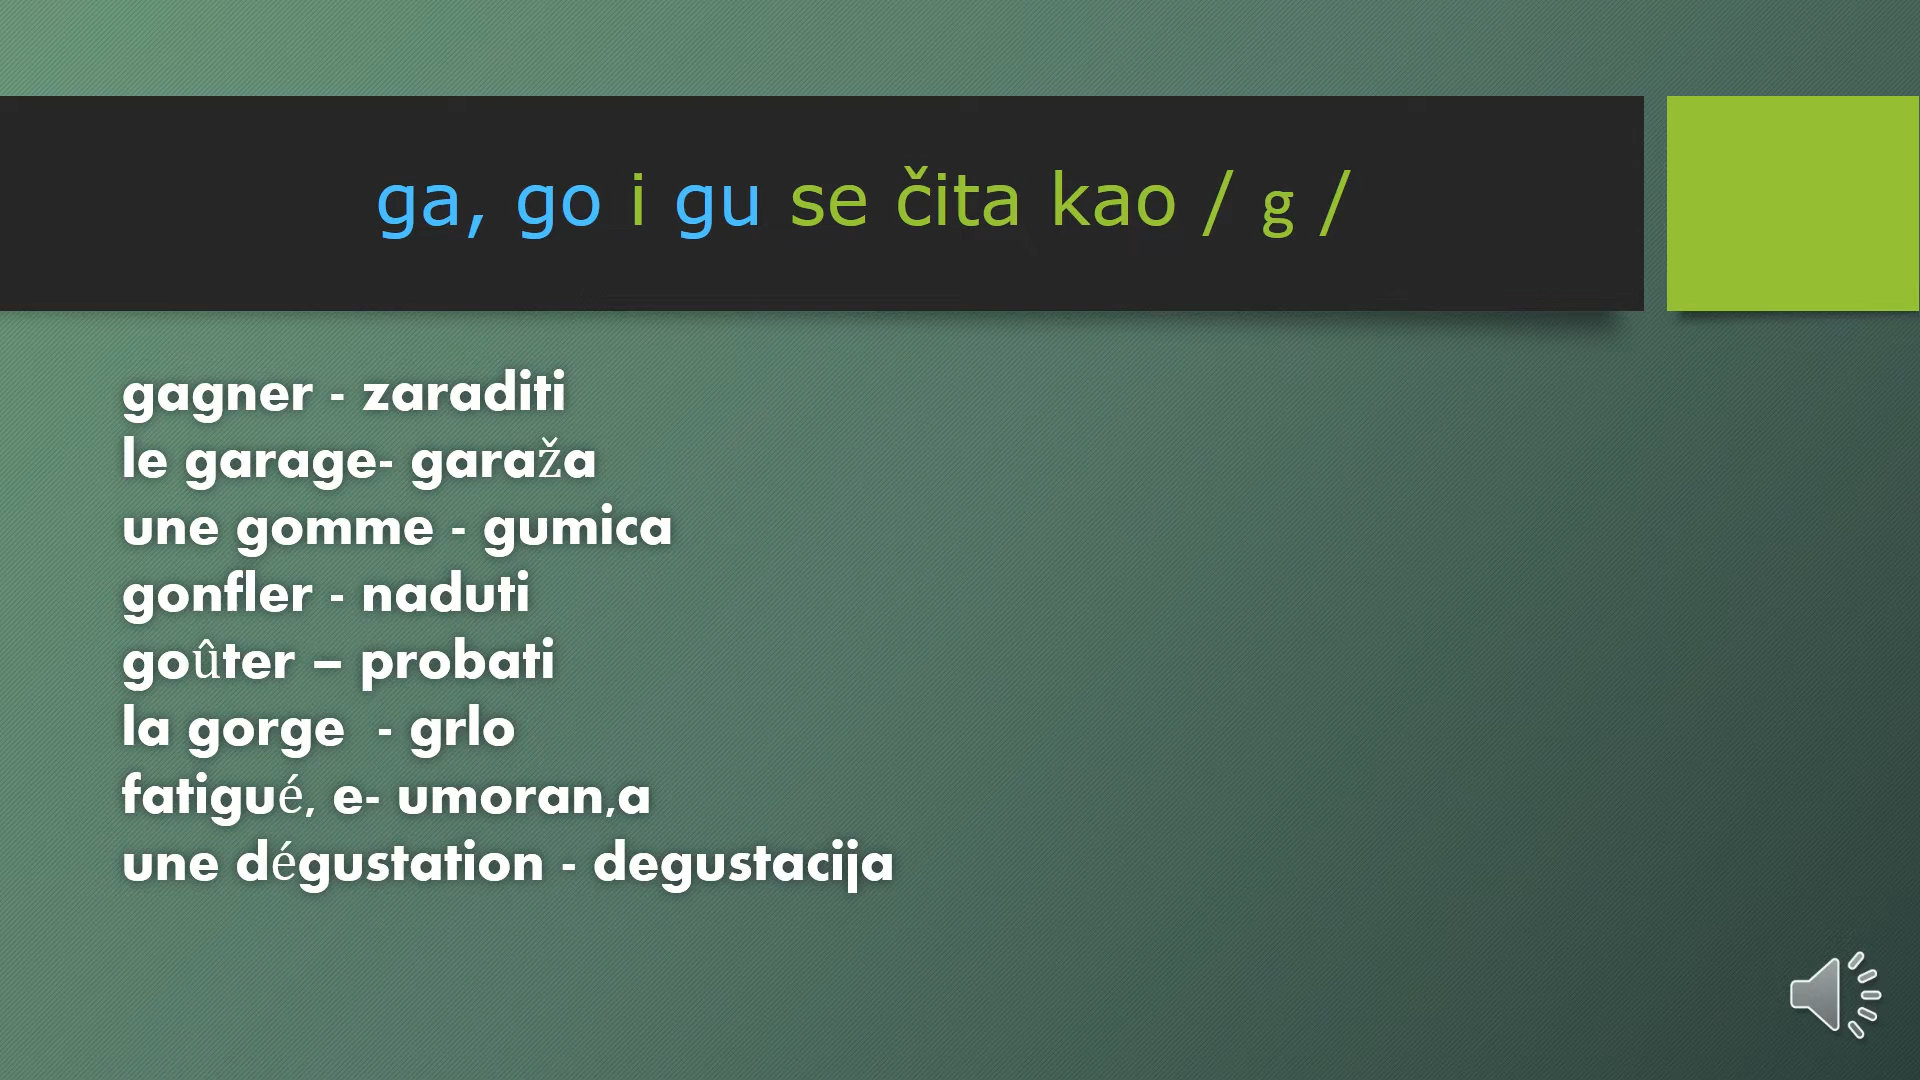 ga, go i gu se čita kao / g /
gagner - zaraditi
le garage- garaža
une gomme - gumica
gonfler - naduti
goûter – probati
la gorge  - grlo
fatigué, e- umoran,a
une dégustation - degustacija